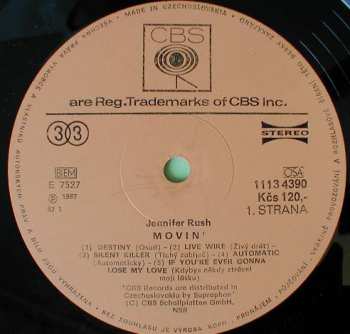 MADE IN CZECHOSLOVAKIA
CBS
are Reg.Trademarks of CBS Inc.
33
STEREO
BIEM
OSA
E 7527
1113 4390
℗ 1987
Kčs 120,-
1. STRANA
Jennifer Rush
MOVIN'
(1) DESTINY (Osud) - (2) LIVE WIRE (Živý drát) -
(3) SILENT KILLER (Tichý zabiják) - (4) AUTOMATIC
(Automaticky) - (5) IF YOU'RE EVER GONNA
LOSE MY LOVE (Kdybys někdy ztrácel
moji lásku)
"CBS Records are distributed in
Czechoslovakia by Supraphon"
© CBS Schallplatten GmbH,
NSR